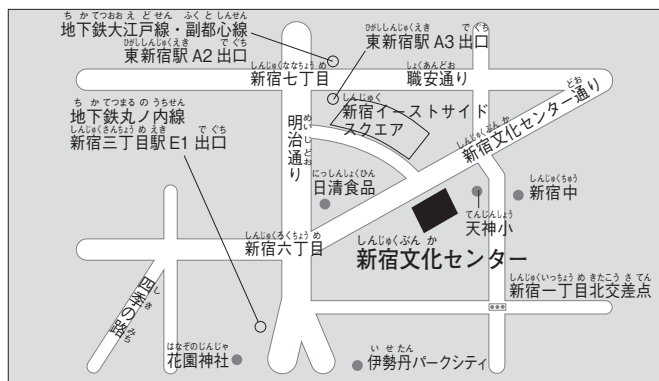 地下鉄大江戸線・副都心線
東新宿駅 A2 出口
東新宿駅 A3 出口
新宿七丁目
職安通り
地下鉄丸ノ内線
新宿三丁目駅 E1 出口
明治通り
新宿イーストサイド
スクエア
新宿文化センター通り
日清食品
天神小
新宿中
新宿六丁目
新宿文化センター
新宿一丁目北交差点
四季の路
花園神社
伊勢丹パークシティ